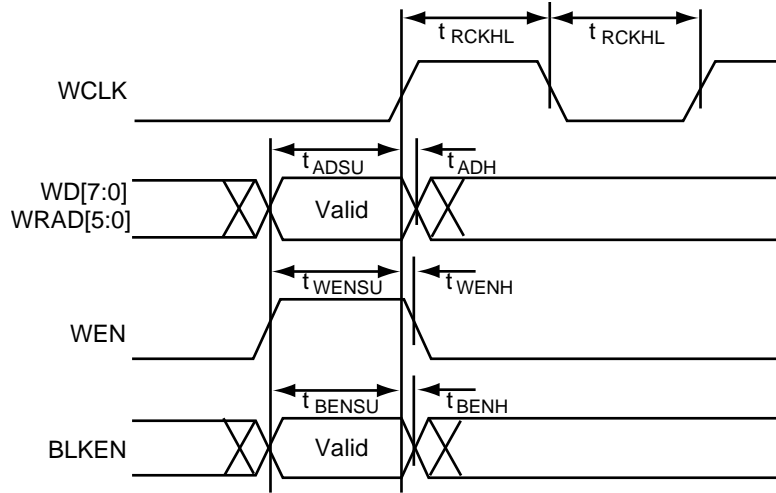 t RCKHL t RCKHL
WCLK
t ADSU t ADH
WD[7:0]
WRAD[5:0]
Valid
t WENSU t WENH
WEN
t BENSU t BENH
BLKEN
Valid